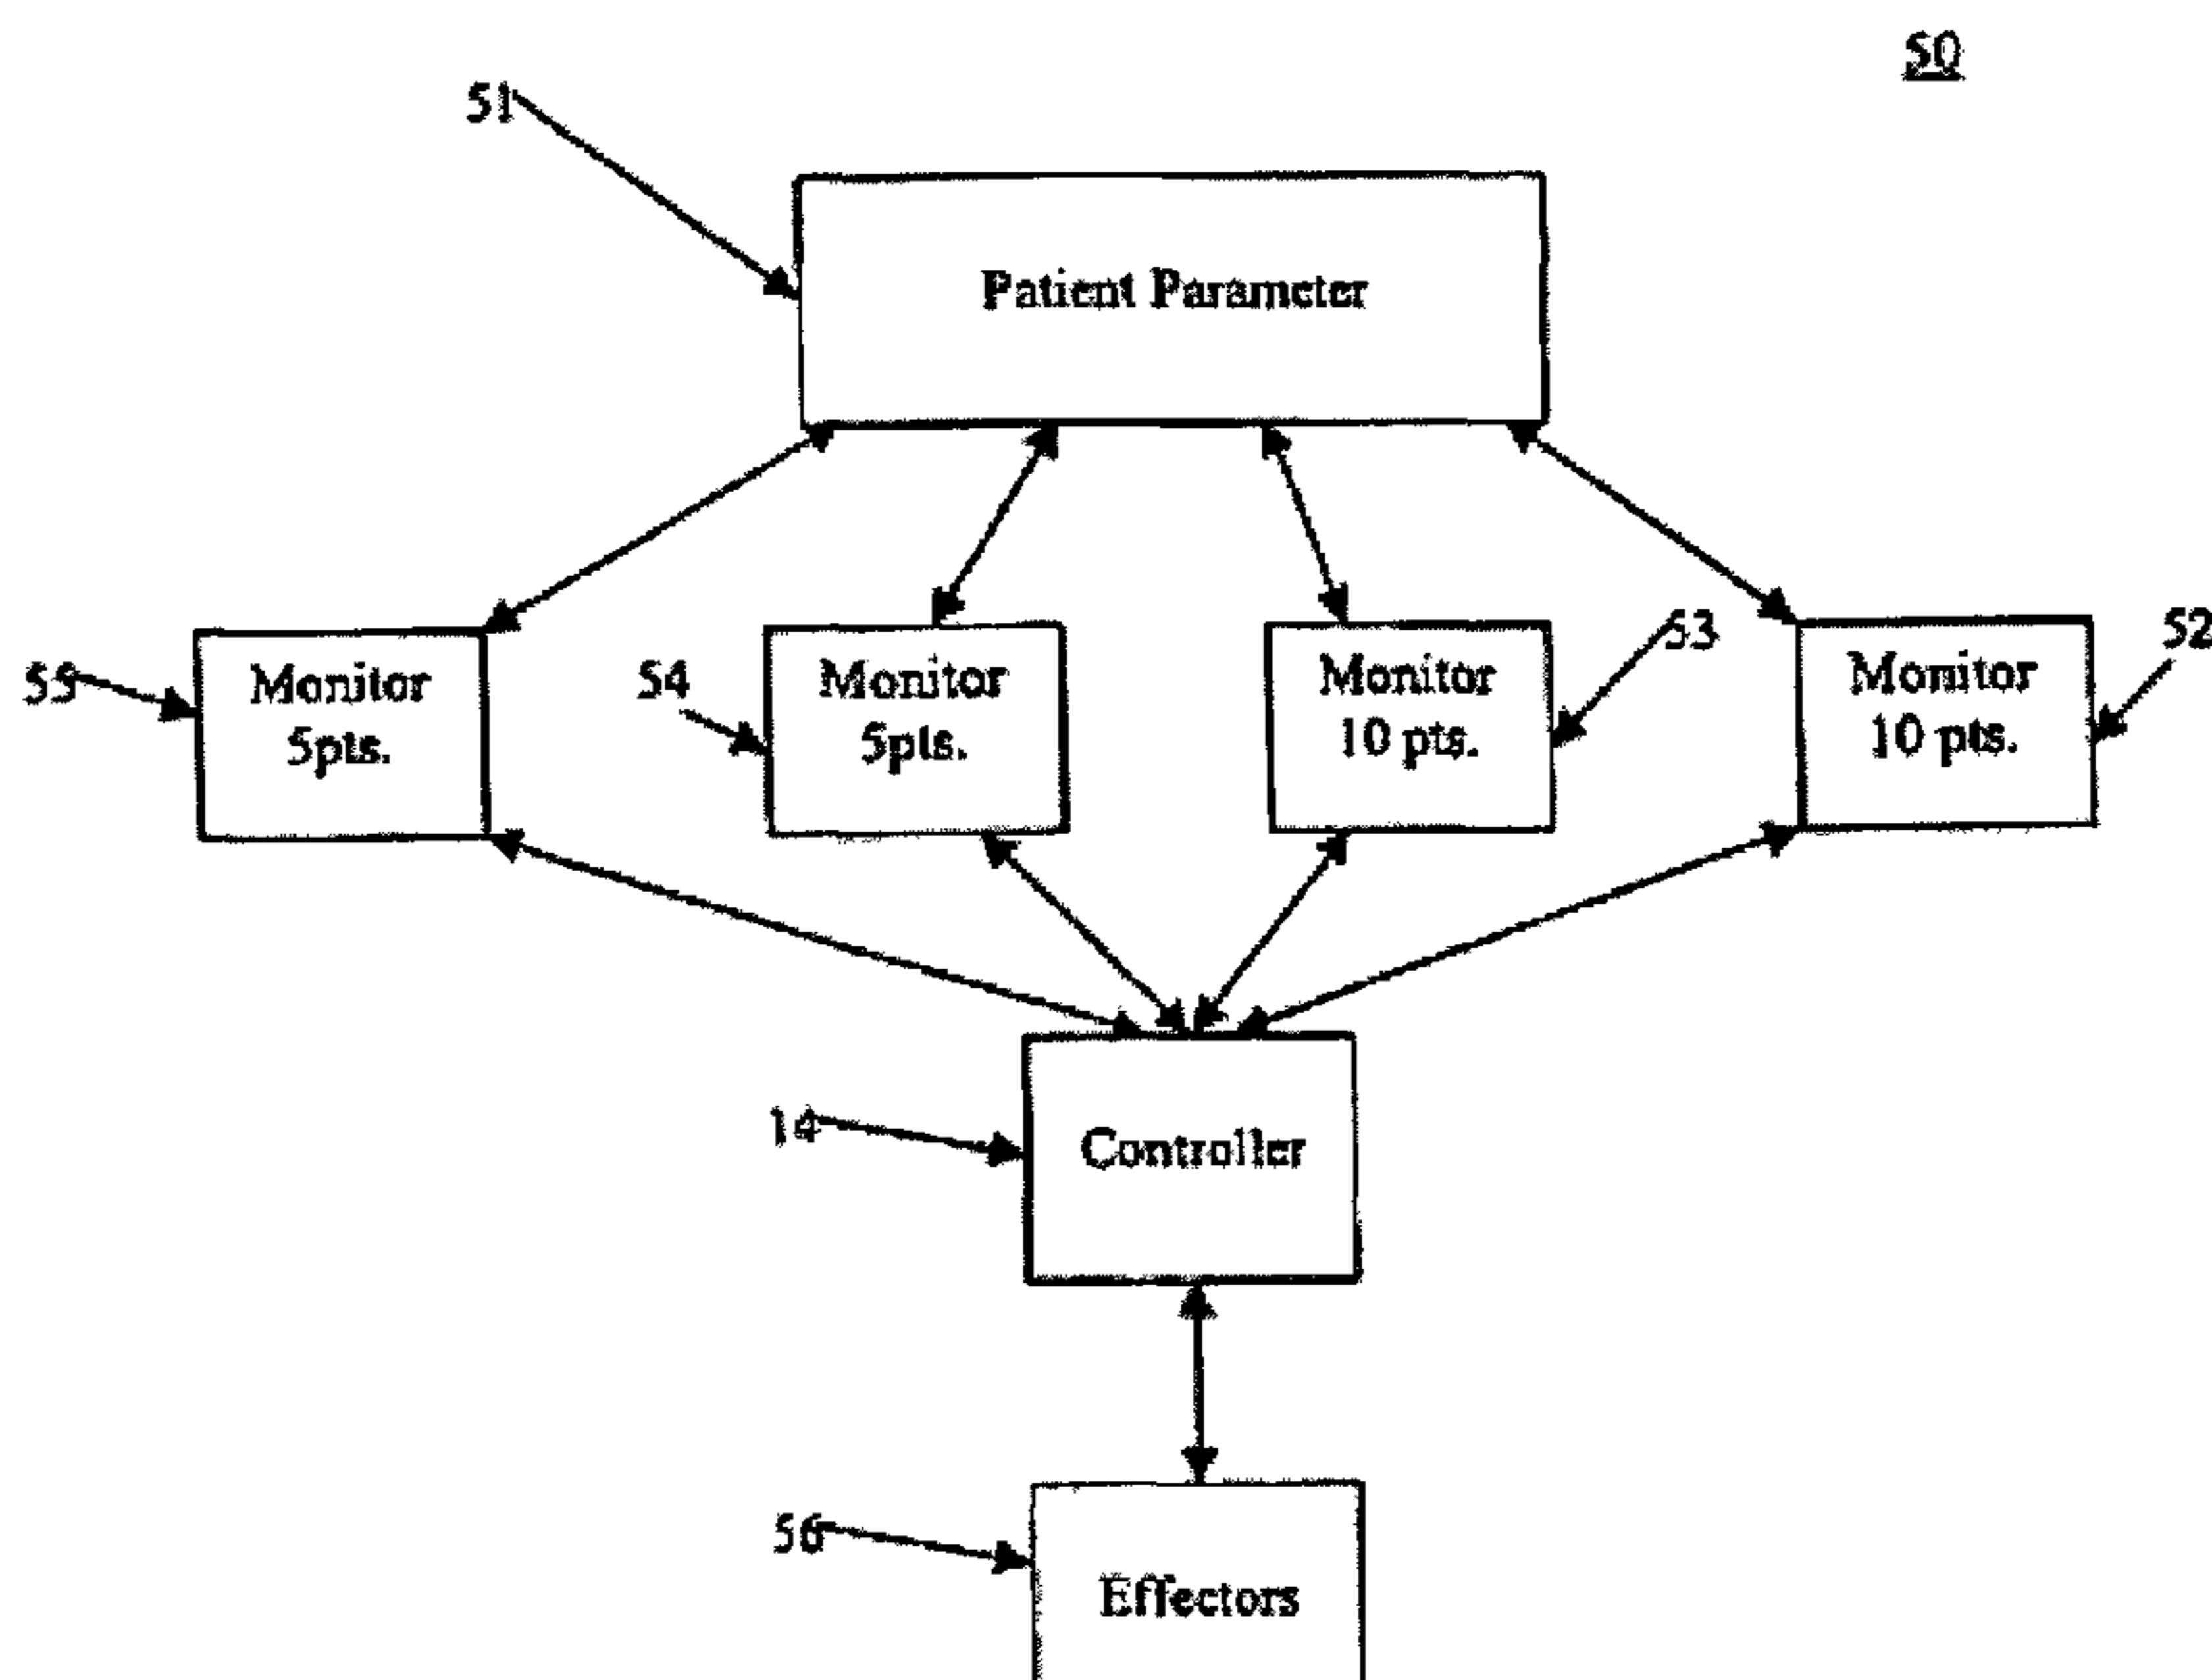 50
51
Patient Parameter
55
Monitor
5pts.
54
Monitor
5pts.
Monitor
10 pts.
53
Monitor
10 pts.
52
14
Controller
56
Effectors